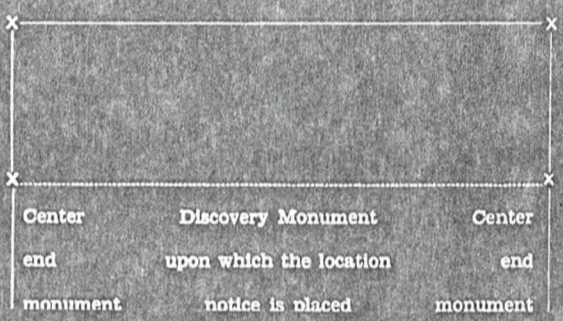 x x
x x
Center Discovery Monument Center
end upon which the location end
monument notice is placed monument